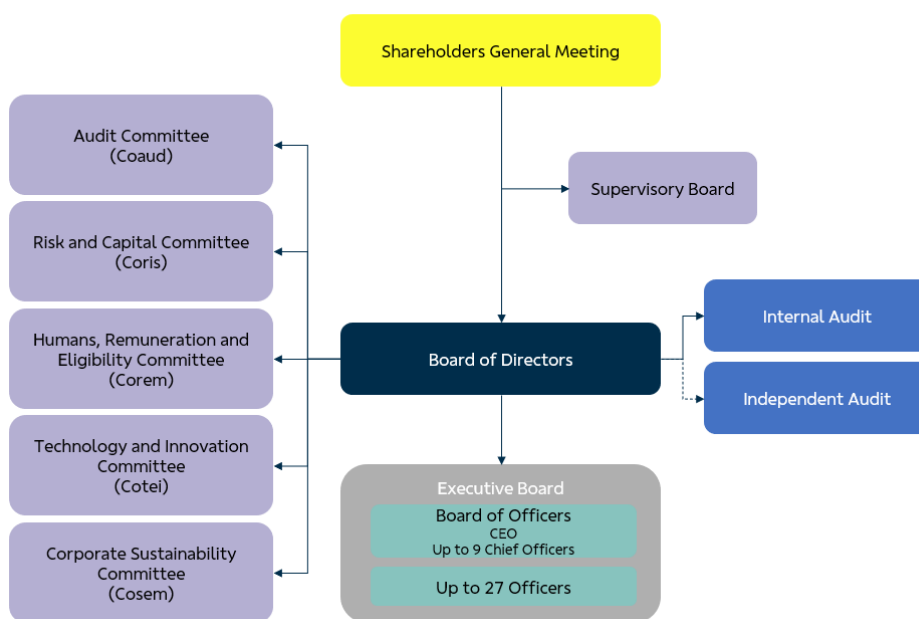 Shareholders General Meeting
Audit Committee
(Coaud)
Supervisory Board
Risk and Capital Committee
(Coris)
Internal Audit
Humans, Remuneration and
Eligibility Committee
(Corem)
Board of Directors
Independent Audit
Technology and Innovation
Committee
(Cotei)
Executive Board
Board of Officers
CEO
Up to 9 Chief Officers
Up to 27 Officers
Corporate Sustainability
Committee
(Cosem)